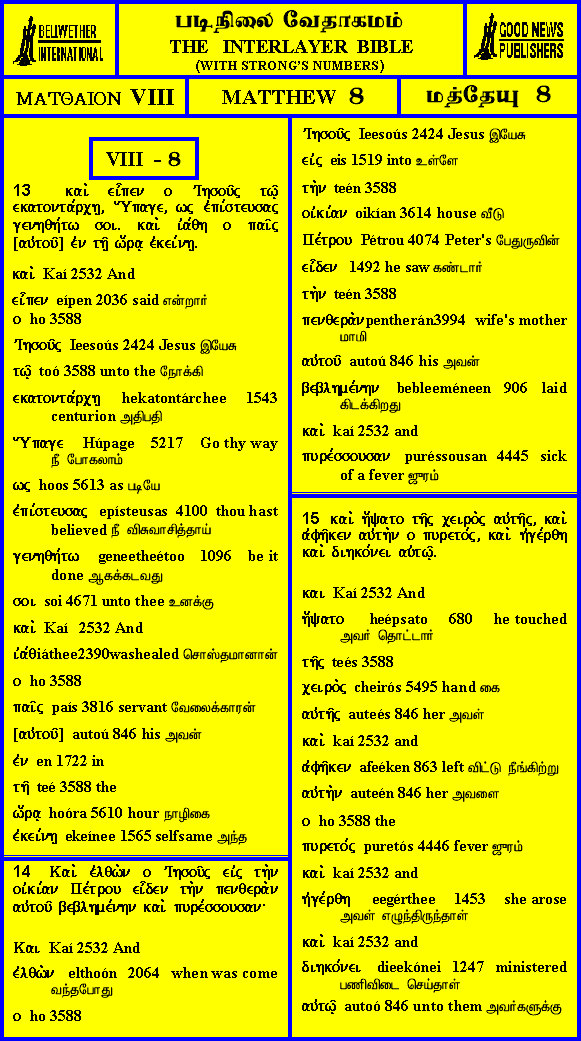 BELLWETHER
INTERNATIONAL
படிநிலை வேதாகமம்
THE INTERLAYER BIBLE
(WITH STRONG'S NUMBERS)
GOOD NEWS
PUBLISHERS
ΜΑΤΘΑΙΟΝ VIII
MATTHEW 8
மத்தேயு 8
VIII - 8
13 καὶ εἶπεν ο Ἰησοῦς τῷ
εκατοντάρχῃ, Ὕπαγε, ως ἐπίστευσας
γενηθήτω σοι. καὶ ἰάθη ο παῖς
[αὐτοῦ] ἐν τῇ ὥρᾳ ἐκείνῃ.
καὶ Kaí 2532 And
εἶπεν eípen 2036 said என்றார்
ο ho 3588
Ἰησοῦς Ieesoús 2424 Jesus இயேசு
τῷ toó 3588 unto the நோக்கி
εκατοντάρχῃ hekatontárchee 1543
centurion அதிபதி
Ὕπαγε Húpage 5217 Go thy way
நீ போகலாம்
ως hoos 5613 as படியே
ἐπίστευσας epísteusas 4100 thou hast
believed நீ விசுவாசித்தாய்
γενηθήτω geneetheétoo 1096 be it
done ஆகக்கடவது
σοι soi 4671 unto thee உனக்கு
καὶ Kaí 2532 And
ἰάθiáthee2390washealed சொஸ்தமானான்
ο ho 3588
παῖς país 3816 servant வேலைக்காரன்
[αὐτοῦ] autoú 846 his அவன்
ἐν en 1722 in
τῇ teé 3588 the
ὥρᾳ hoóra 5610 hour நாழிகை
ἐκείνῃ ekeínee 1565 selfsame அந்த
14 Καὶ ἐλθὼν ο Ἰησοῦς εἰς τὴν
οἰκίαν Πέτρου εἶδεν τὴν πενθερὰν
αὐτοῦ βεβλημένην καὶ πυρέσσουσαν·
Και Kaí 2532 And
ἐλθὼν elthoón 2064 when was come
வந்தபோது
ο ho 3588
Ἰησοῦς Ieesoús 2424 Jesus இயேசு
εἰς eis 1519 into உள்ளே
τὴν teén 3588
οἰκίαν oikían 3614 house வீடு
Πέτρου Pétrou 4074 Peter's பேதுருவின்
εἶδεν 1492 he saw கண்டார்
τὴν teén 3588
πενθερὰνpentherán3994 wife's mother
மாமி
αὐτοῦ autoú 846 his அவன்
βεβλημένην bebleeméneen 906 laid
கிடக்கிறது
καὶ kaí 2532 and
πυρέσσουσαν puréssousan 4445 sick
of a fever ஜுரம்
15 καὶ ἥψατο τῆς χειρὸς αὐτῆς, καὶ
ἀφῆκεν αὐτὴν ο πυρετός, καὶ ἠγέρθη
καὶ διηκόνει αὐτῷ.
και Kaí 2532 And
ἥψατο heépsato 680 he touched
அவர் தொட்டார்
τῆς teés 3588
χειρὸς cheirós 5495 hand கை
αὐτῆς auteés 846 her அவள்
καὶ kaí 2532 and
ἀφῆκεν afeéken 863 left விட்டு நீங்கிற்று
αὐτὴν auteén 846 her அவளை
ο ho 3588 the
πυρετός puretós 4446 fever ஜுரம்
καὶ kaí 2532 and
ἠγέρθη eegérthee 1453 she arose
அவள் எழுந்திருந்தாள்
καὶ kaí 2532 and
διηκόνει dieekónei 1247 ministered
பணிவிடை செய்தாள்
αὐτῷ autoó 846 unto them அவர்களுக்கு